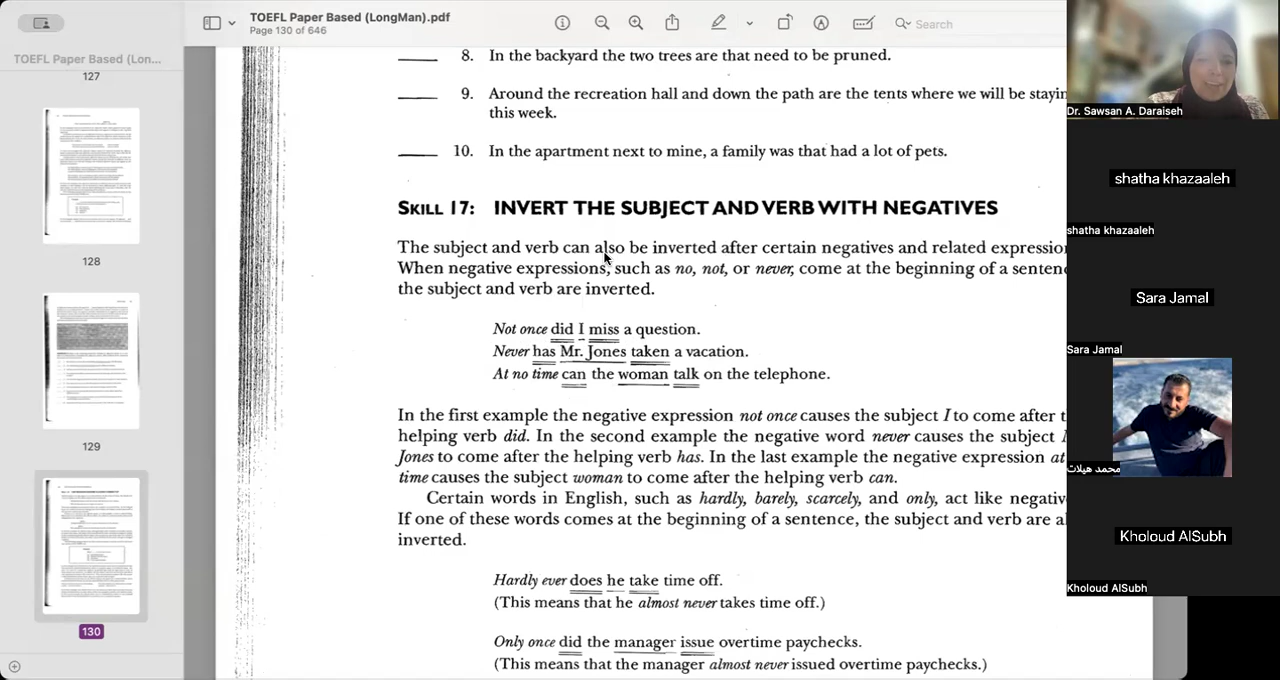 TOEFL Paper Based (LongMan).pdf
Page 130 of 646
Search
TOEFL Paper Based (Lon...
127
128
129
130
8. In the backyard the two trees are that need to be pruned.
9. Around the recreation hall and down the path are the tents where we will be stayin
this week.
10. In the apartment next to mine, a family was that had a lot of pets.
SKILL 17: INVERT THE SUBJECT AND VERB WITH NEGATIVES
The subject and verb can also be inverted after certain negatives and related expressio
When negative expressions, such as no, not, or never, come at the beginning of a senten
the subject and verb are inverted.
Not once did I miss a question.
Never has Mr. Jones taken a vacation.
At no time can the woman talk on the telephone.
In the first example the negative expression not once causes the subject I to come after t
helping verb did. In the second example the negative word never causes the subject
Jones to come after the helping verb has. In the last example the negative expression at
time causes the subject woman to come after the helping verb can.
Certain words in English, such as hardly, barely, scarcely, and only, act like negativ
If one of these words comes at the beginning of a sentence, the subject and verb are al
inverted.
Hardly ever does he take time off.
(This means that he almost never takes time off.)
Only once did the manager issue overtime paychecks.
(This means that the manager almost never issued overtime paychecks.)
Dr. Sawsan A. Daraiseh
shatha khazaaleh
shatha khazaaleh
Sara Jamal
Sara Jamal
محمد هيلات
Kholoud AlSubh
Kholoud AlSubh